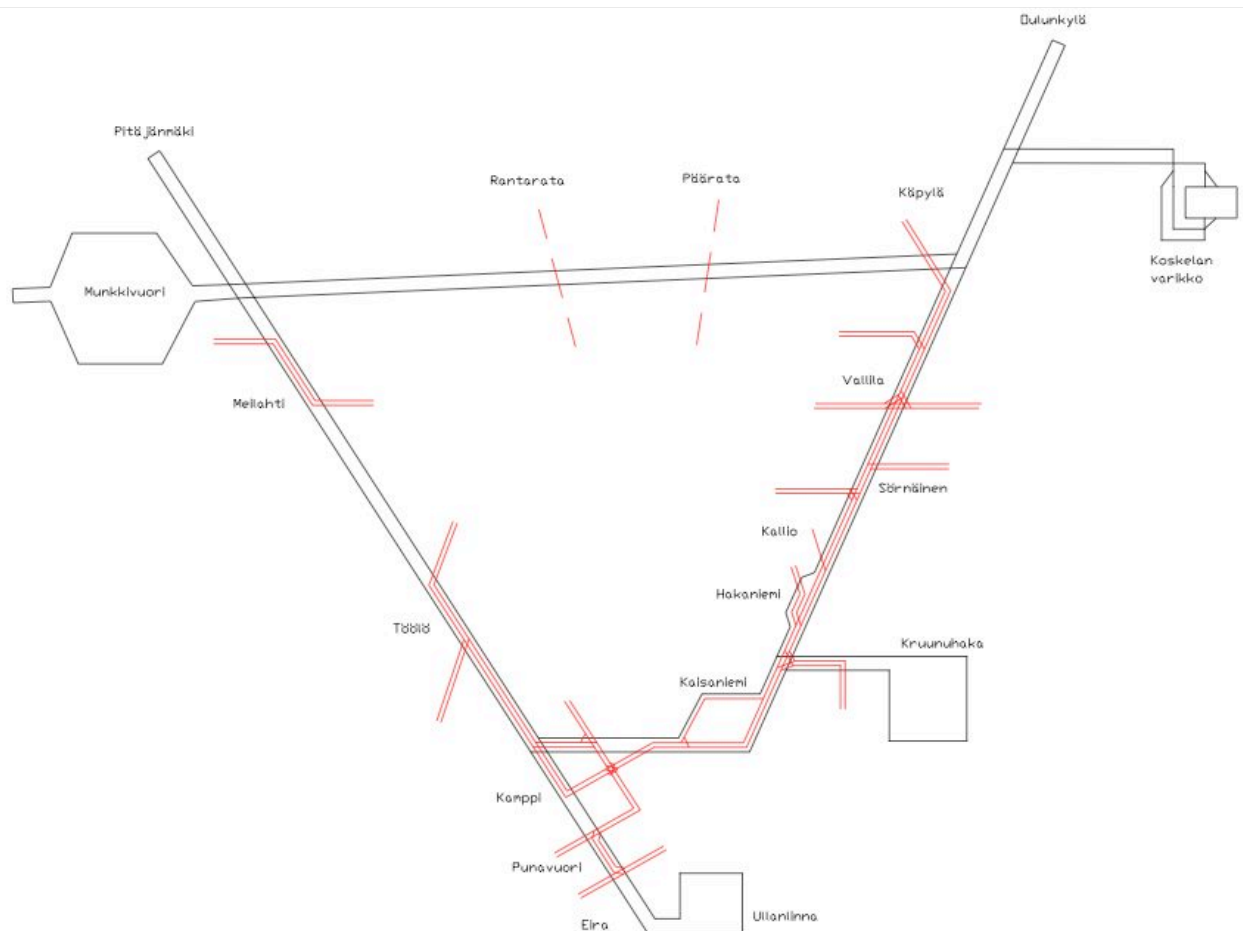 Oulunkylä
Pitäjänmäki
Rantarata
Päärata
Käpylä
Koskelan
varikko
Munkkivuori
Vallila
Meilahti
Sörnäinen
Kallio
Hakaniemi
Töölö
Kruunuhaka
Kaisaniemi
Kamppi
Punavuori
Ullanlinna
Eira